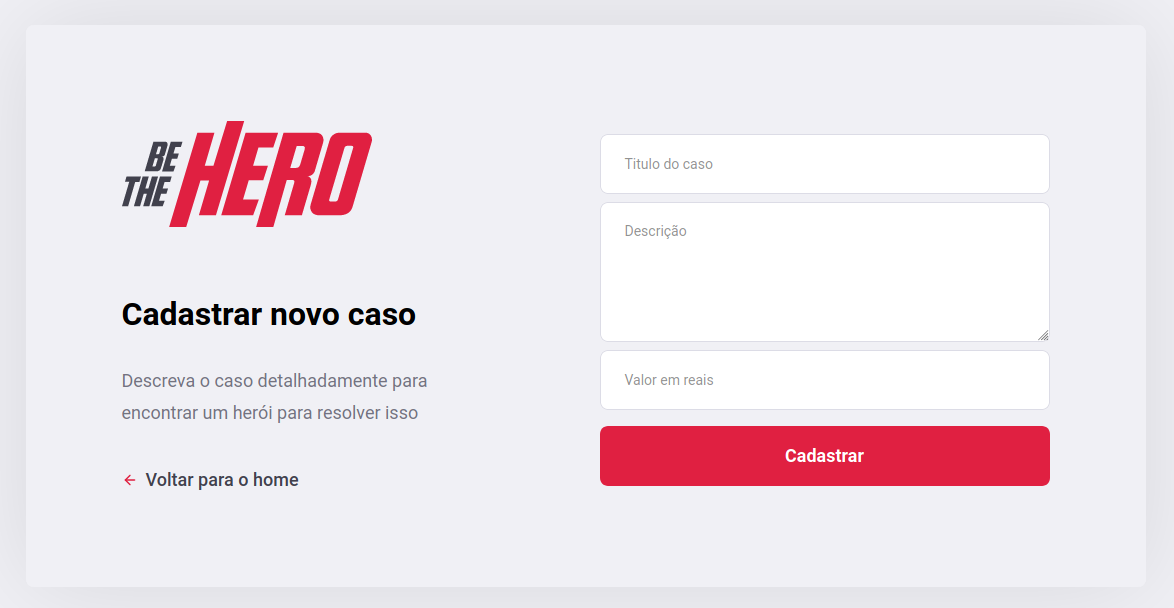 BE
THE HERO
Cadastrar novo caso
Descreva o caso detalhadamente para
encontrar um herói para resolver isso
Voltar para o home
Titulo do caso
Descrição
Valor em reais
Cadastrar